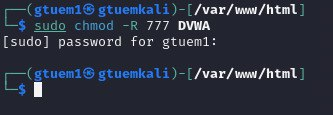 ┌──(gtuem1㉿gtuemkali)-[/var/www/html]
└─$ sudo chmod -R 777 DVWA
[sudo] password for gtuem1:
┌──(gtuem1㉿gtuemkali)-[/var/www/html]
└─$